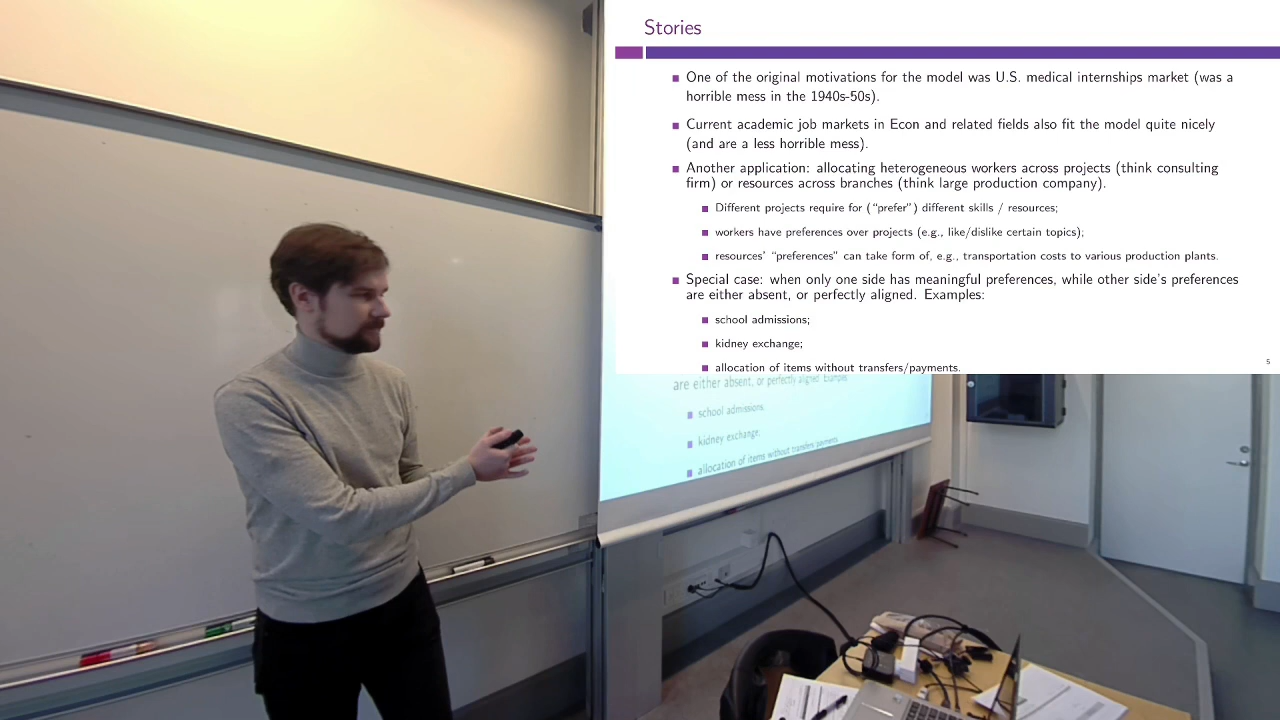 Stories
One of the original motivations for the model was U.S. medical internships market (was a
horrible mess in the 1940s-50s).
Current academic job markets in Econ and related fields also fit the model quite nicely
(and are a less horrible mess).
Another application: allocating heterogeneous workers across projects (think consulting
firm) or resources across branches (think large production company).
Different projects require for (“prefer”) different skills / resources;
workers have preferences over projects (e.g., like/dislike certain topics);
resources’ “preferences” can take form of, e.g., transportation costs to various production plants.
Special case: when only one side has meaningful preferences, while other side’s preferences
are either absent, or perfectly aligned. Examples:
school admissions;
kidney exchange;
allocation of items without transfers/payments.
5
are either absent, or perfectly aligned. Examples:
school admissions;
kidney exchange;
allocation of items without transfers/payments.